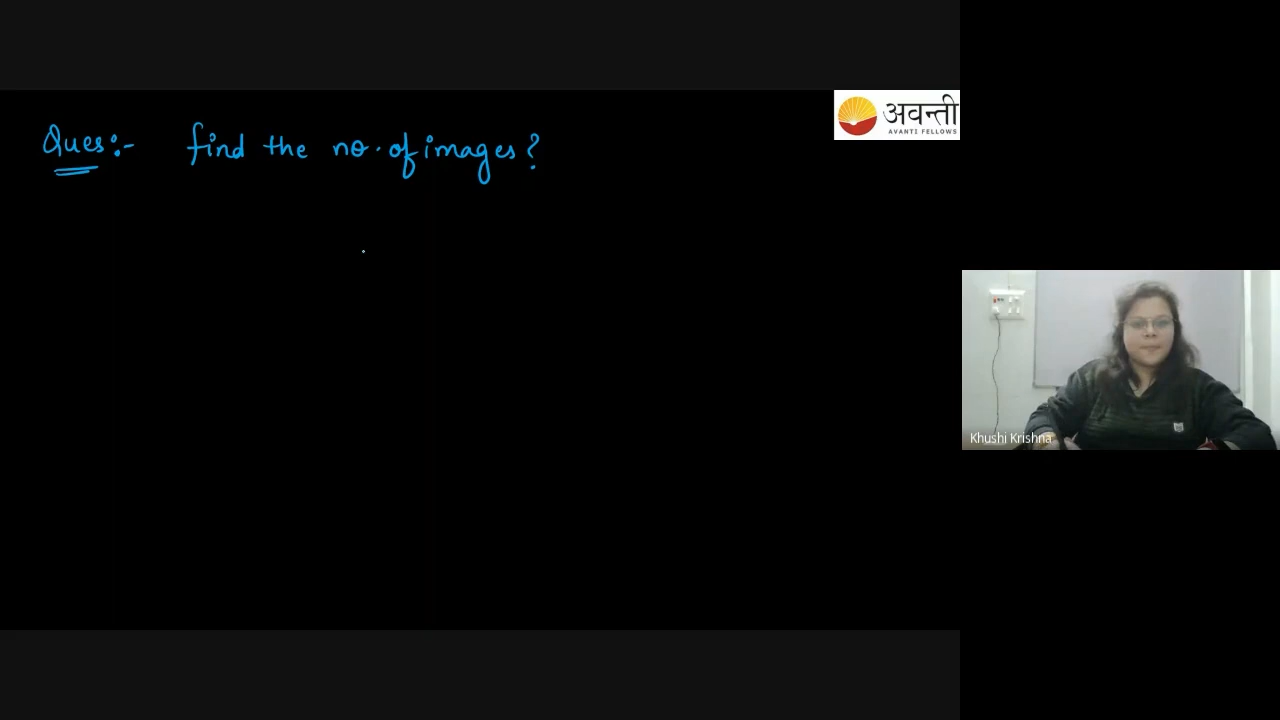 Ques:- find the no. of images?
अवन्ती
AVANTI FELLOWS
Khushi Krishna